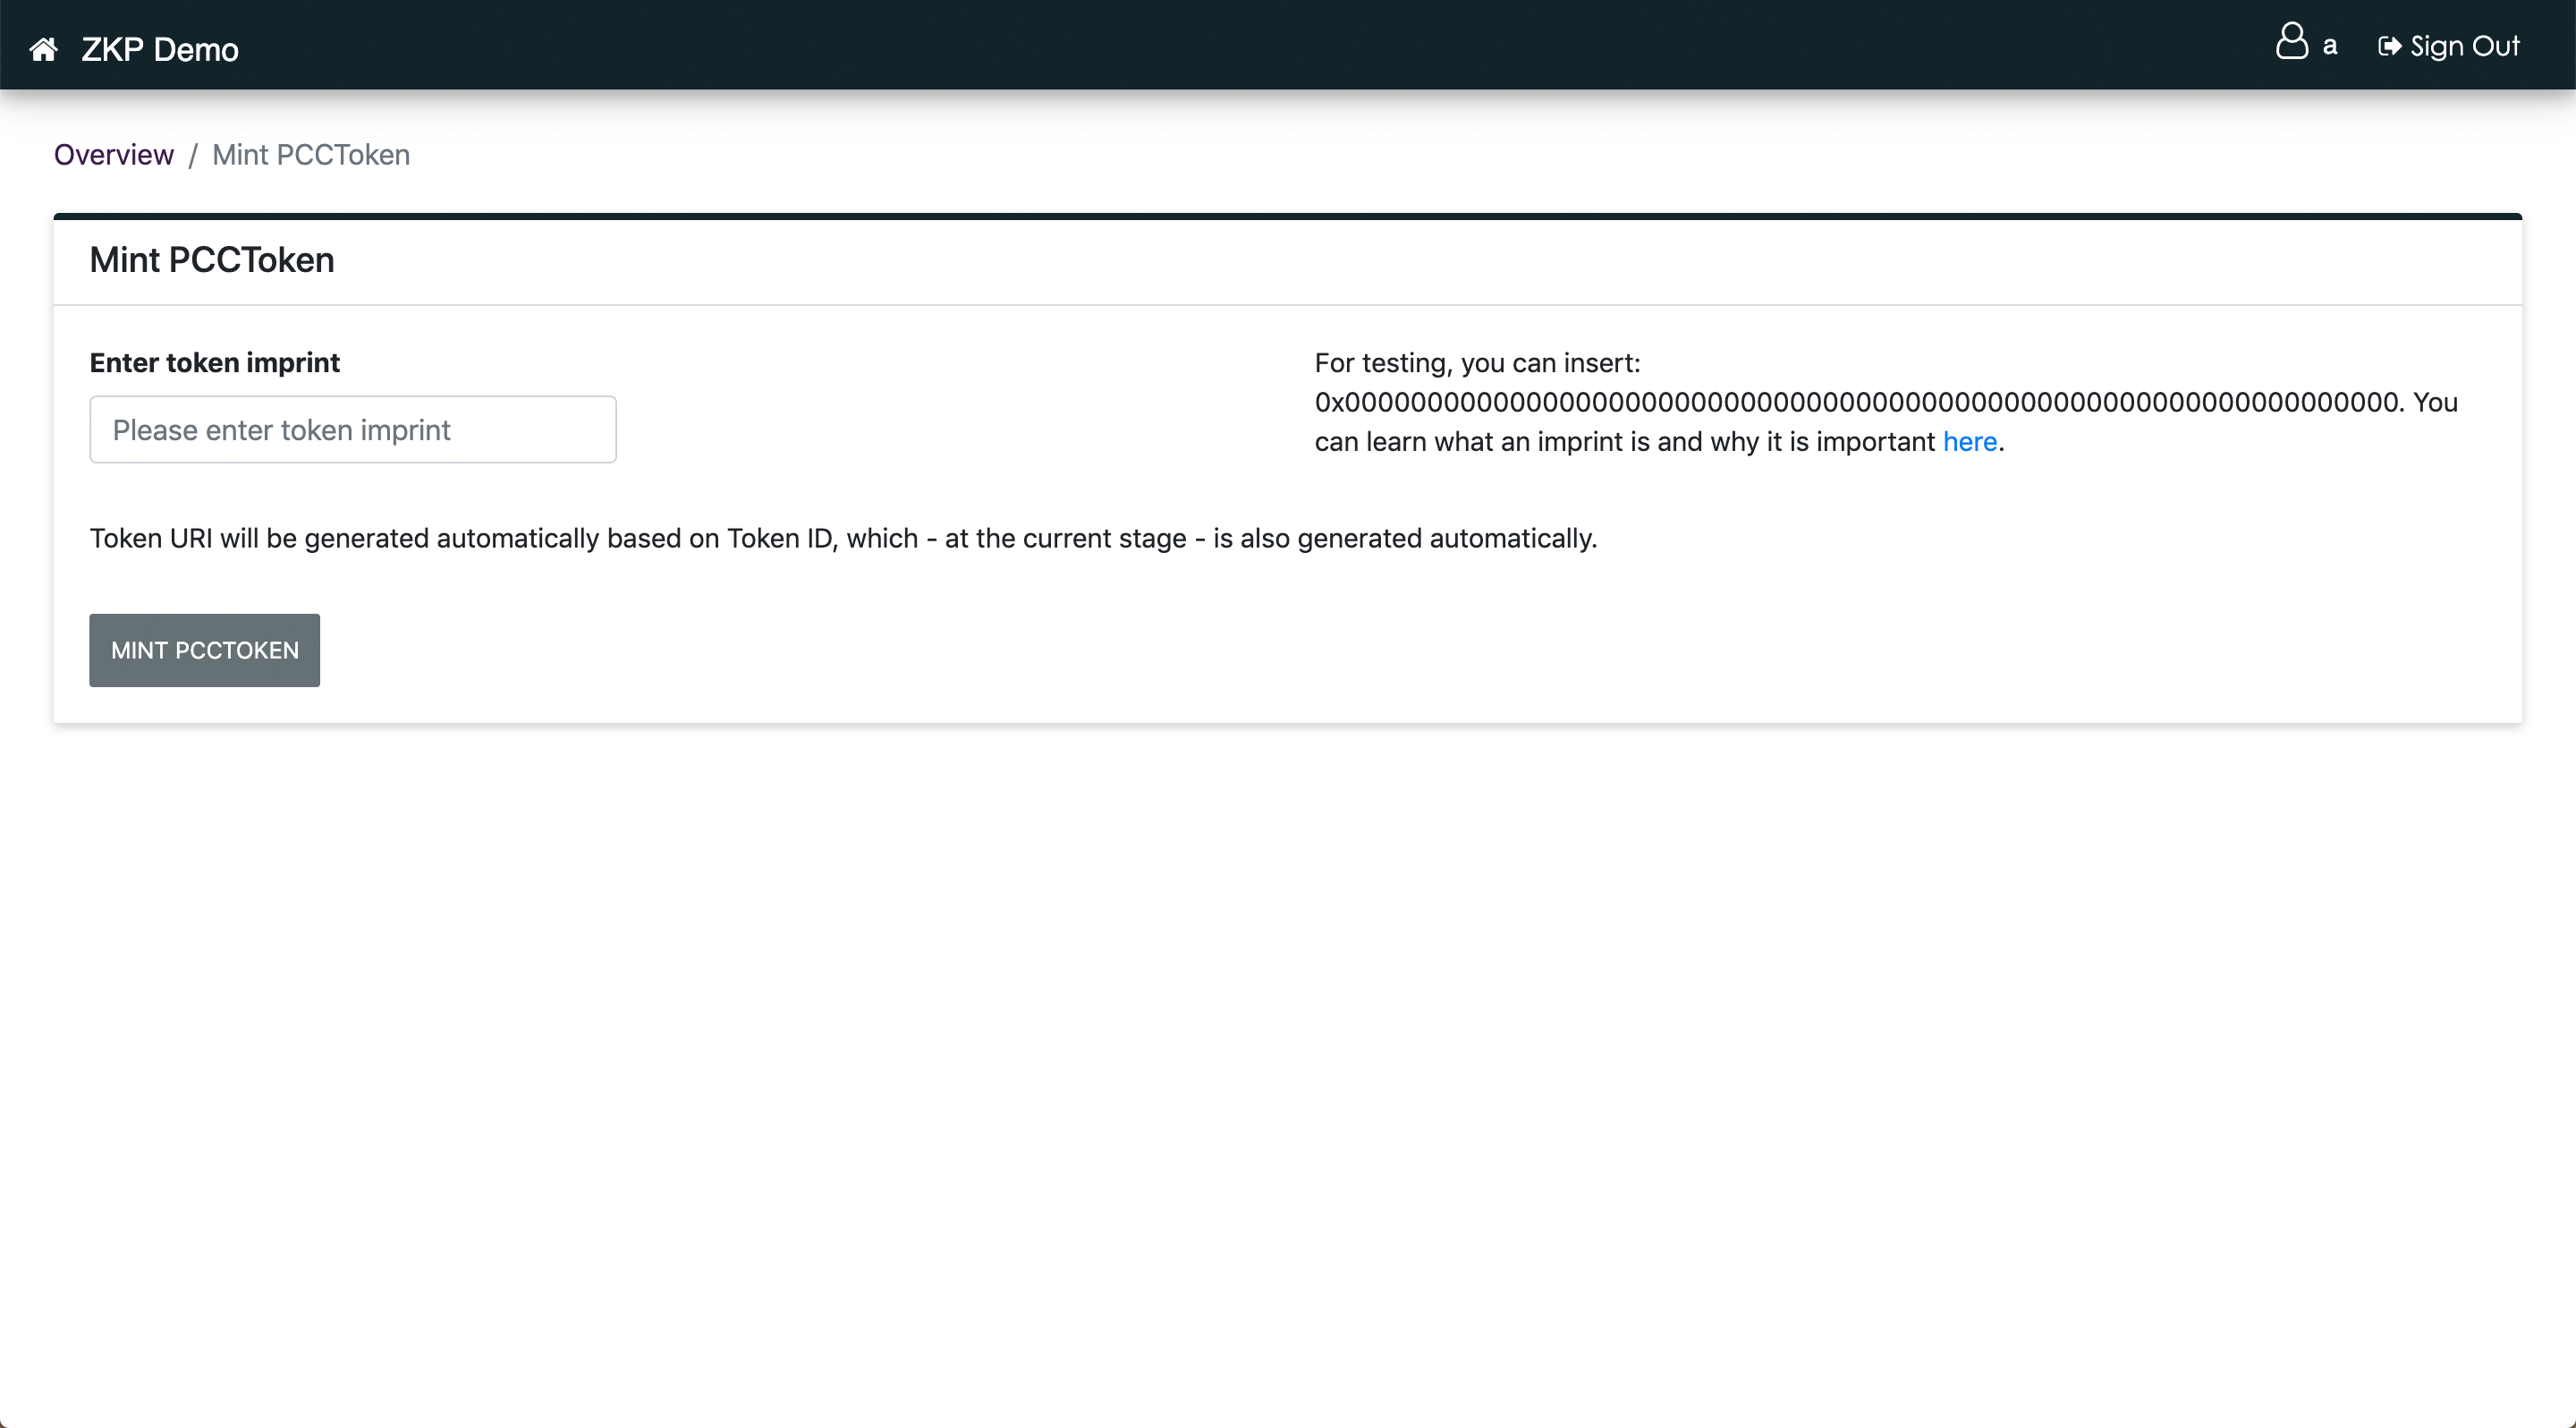 ZKP Demo
a
Sign Out
Overview / Mint PCCToken
Mint PCCToken
Enter token imprint
Please enter token imprint
For testing, you can insert:
0x0000000000000000000000000000000000000000000000000000000000000000. You
can learn what an imprint is and why it is important here.
Token URI will be generated automatically based on Token ID, which - at the current stage - is also generated automatically.
MINT PCCTOKEN